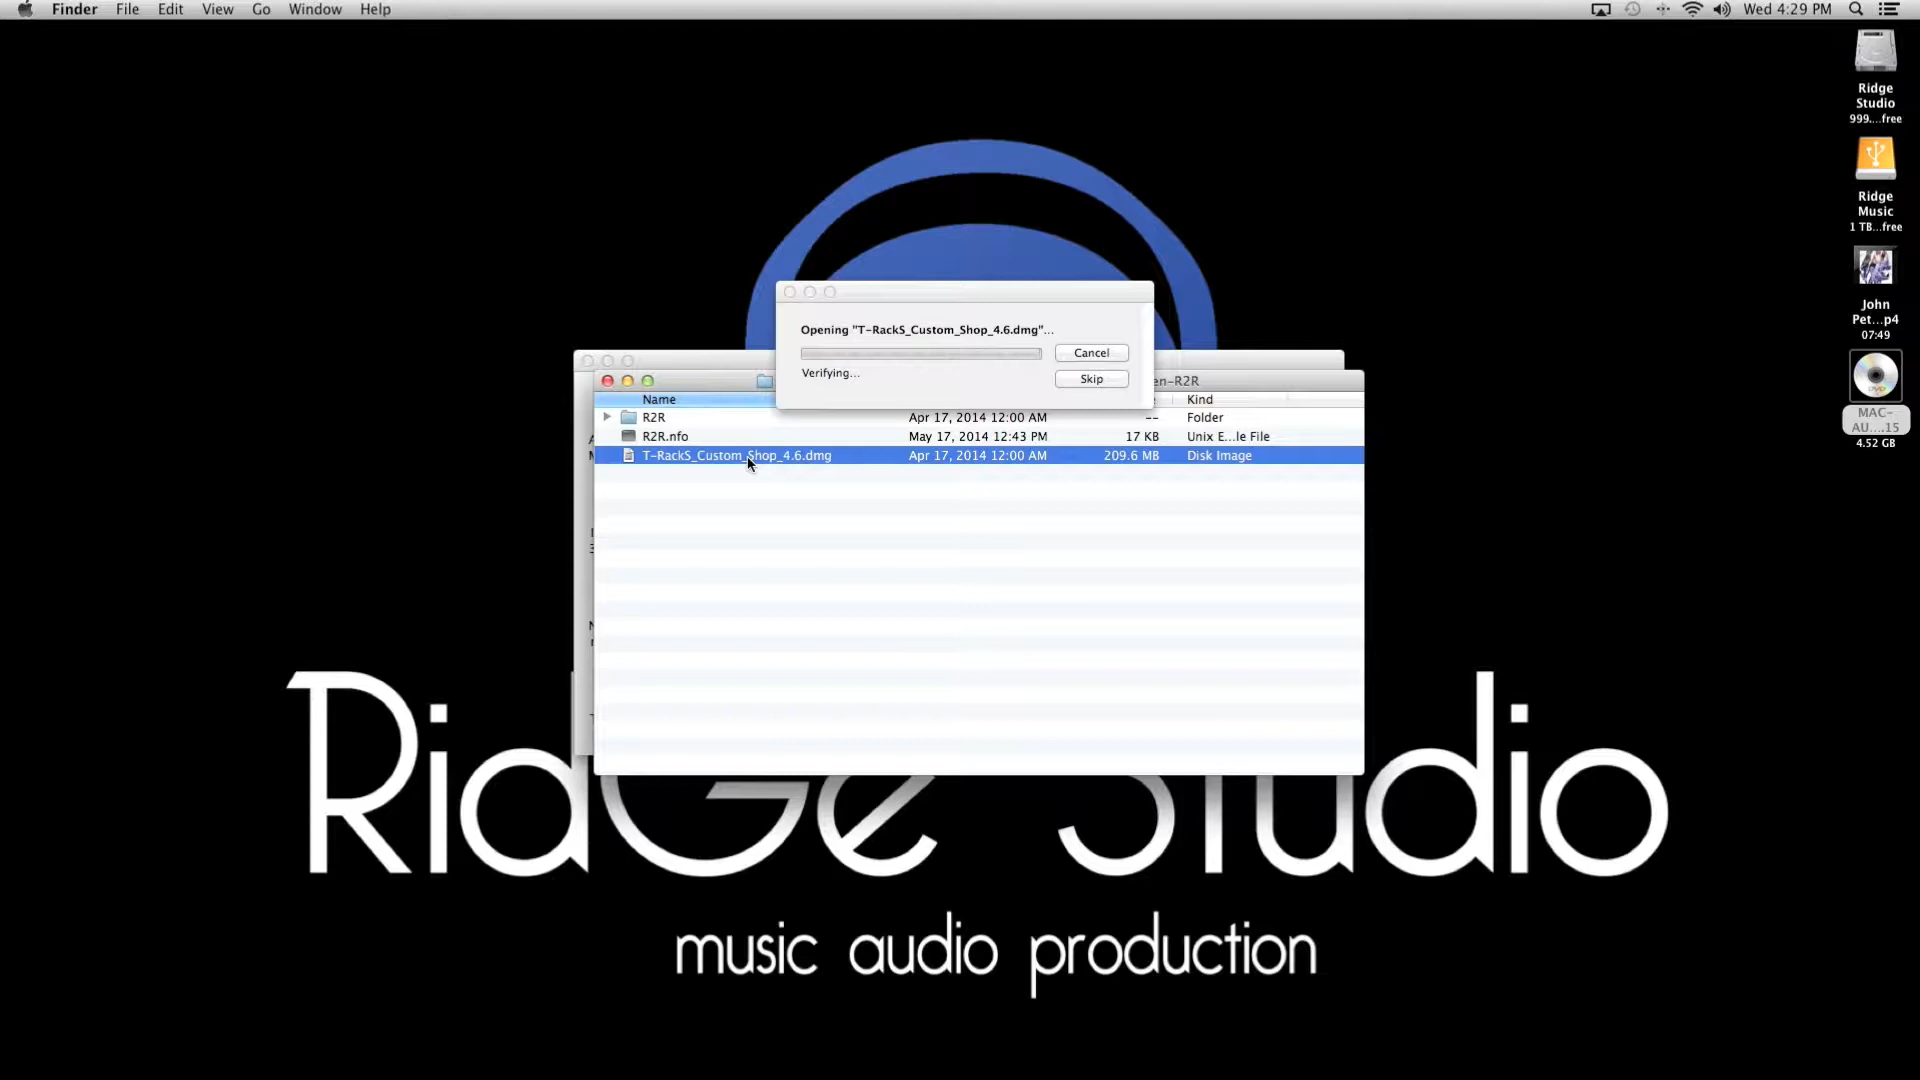 Finder File Edit View Go Window Help Wed 4:29 PM
Ridge
Studio
999....free
Ridge
Music
1 TB...free
John
Pet...p4
07:49
MAC-
AU....15
4.52 GB
Opening "T-RackS_Custom_Shop_4.6.dmg"...
Cancel
Verifying...
Skip
en-R2R
Name Kind
R2R Apr 17, 2014 12:00 AM -- Folder
R2R.nfo May 17, 2014 12:43 PM 17 KB Unix E...le File
T-RackS_Custom_Shop_4.6.dmg Apr 17, 2014 12:00 AM 209.6 MB Disk Image
RidGe Studio
music audio production